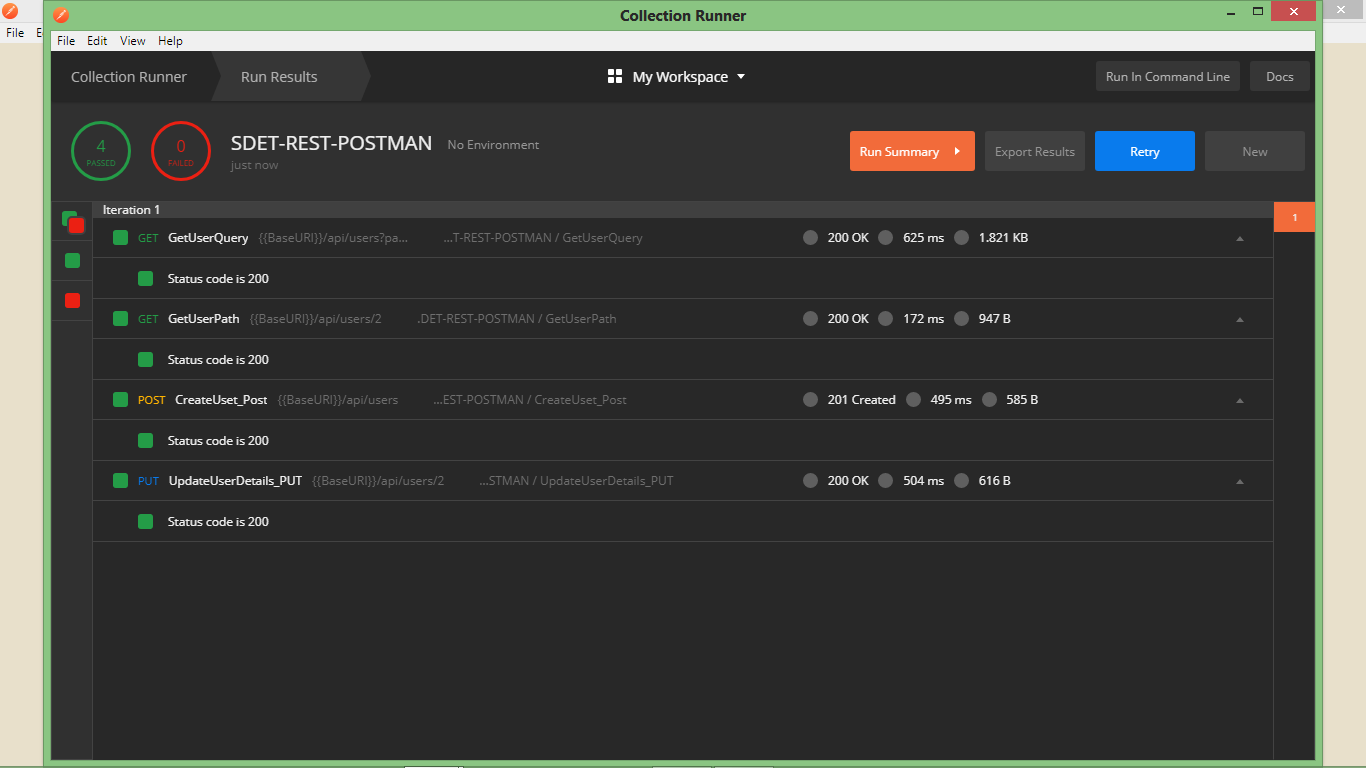 Collection Runner
File E
File Edit View Help
Collection Runner Run Results My Workspace Run In Command Line Docs
4 PASSED
0 FAILED
SDET-REST-POSTMAN No Environment
just now
Run Summary Export Results Retry New
Iteration 1
1
GET GetUserQuery {{BaseURI}}/api/users?pa... ...T-REST-POSTMAN / GetUserQuery 200 OK 625 ms 1.821 KB
Status code is 200
GET GetUserPath {{BaseURI}}/api/users/2 .DET-REST-POSTMAN / GetUserPath 200 OK 172 ms 947 B
Status code is 200
POST CreateUset_Post {{BaseURI}}/api/users ...EST-POSTMAN / CreateUset_Post 201 Created 495 ms 585 B
Status code is 200
PUT UpdateUserDetails_PUT {{BaseURI}}/api/users/2 ...STMAN / UpdateUserDetails_PUT 200 OK 504 ms 616 B
Status code is 200